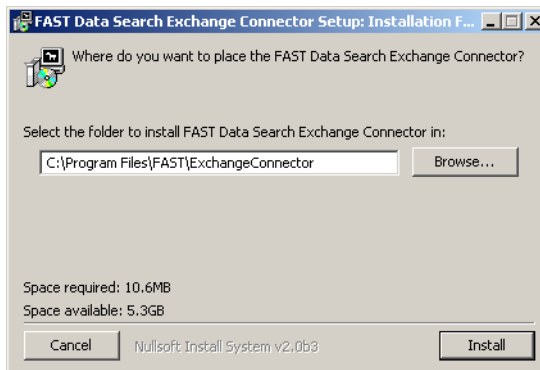 FAST Data Search Exchange Connector Setup: Installation F...
Where do you want to place the FAST Data Search Exchange Connector?
Select the folder to install FAST Data Search Exchange Connector in:
C:\Program Files\FAST\ExchangeConnector
Browse...
Space required: 10.6MB
Space available: 5.3GB
Cancel
Nullsoft Install System v2.0b3
Install